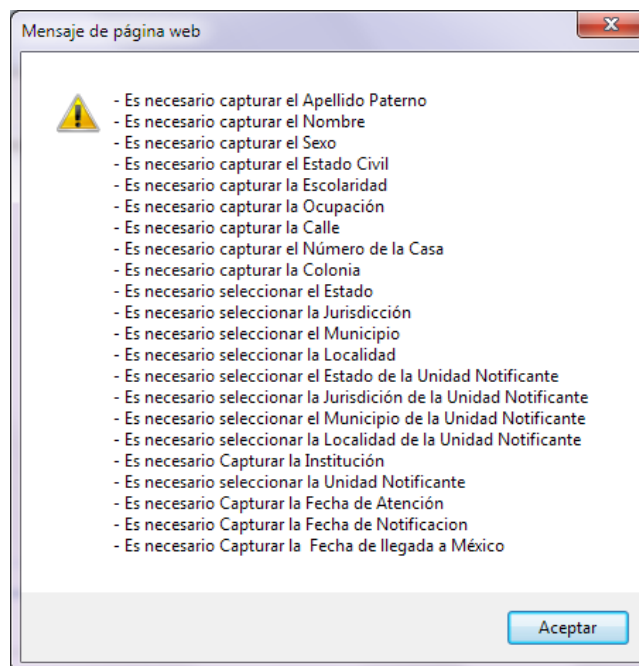 Mensaje de página web
- Es necesario capturar el Apellido Paterno
- Es necesario capturar el Nombre
- Es necesario capturar el Sexo
- Es necesario capturar el Estado Civil
- Es necesario capturar la Escolaridad
- Es necesario capturar la Ocupación
- Es necesario capturar la Calle
- Es necesario capturar el Número de la Casa
- Es necesario capturar la Colonia
- Es necesario seleccionar el Estado
- Es necesario seleccionar la Jurisdicción
- Es necesario seleccionar el Municipio
- Es necesario seleccionar la Localidad
- Es necesario seleccionar el Estado de la Unidad Notificante
- Es necesario seleccionar la Jurisdición de la Unidad Notificante
- Es necesario seleccionar el Municipio de la Unidad Notificante
- Es necesario seleccionar la Localidad de la Unidad Notificante
- Es necesario Capturar la Institución
- Es necesario seleccionar la Unidad Notificante
- Es necesario Capturar la Fecha de Atención
- Es necesario Capturar la Fecha de Notificacion
- Es necesario Capturar la  Fecha de llegada a México
Aceptar